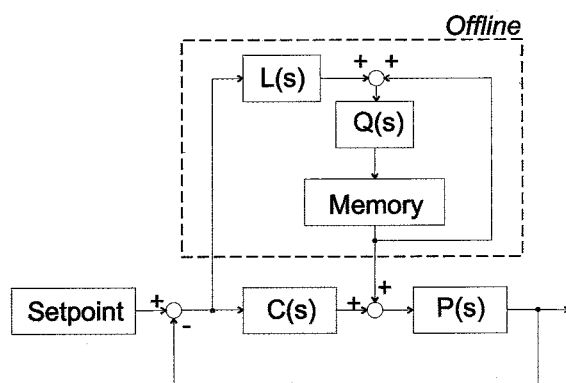 Offline
+ +
L(s)
Q(s)
Memory
+
Setpoint + - C(s) + P(s)